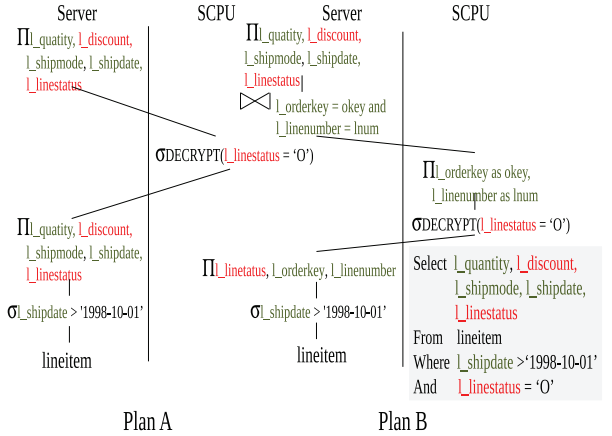 Server SCPU Server SCPU
Πl_quatity, l_discount,
l_shipmode, l_shipdate,
l_linestatus
σDECRYPT(l_linestatus = ‘O’)
Πl_quatity, l_discount,
l_shipmode, l_shipdate,
l_linestatus
σl_shipdate > '1998-10-01’
lineitem
Plan A
Πl_quatity, l_discount,
l_shipmode, l_shipdate,
l_linestatus
⋈ l_orderkey = okey and
l_linenumber = lnum
Πl_orderkey as okey,
l_linenumber as lnum
σDECRYPT(l_linestatus = ‘O’)
Πl_linetatus, l_orderkey, l_linenumber
σl_shipdate > '1998-10-01’
lineitem
Plan B
Select l_quantity, l_discount,
l_shipmode, l_shipdate,
l_linestatus
From lineitem
Where l_shipdate >‘1998-10-01’
And l_linestatus = ‘O’